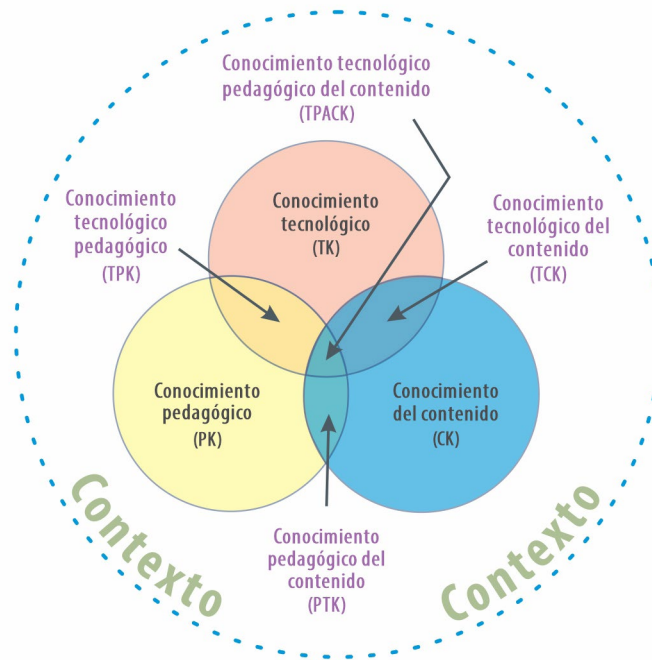 Conocimiento tecnológico
pedagógico del contenido
(TPACK)
Conocimiento
tecnológico
pedagógico
(TPK)
Conocimiento
tecnológico
(TK)
Conocimiento
tecnológico del
contenido
(TCK)
Conocimiento
pedagógico
(PK)
Conocimiento
del contenido
(CK)
Conocimiento
pedagógico del
contenido
(PTK)
Contexto
Contexto